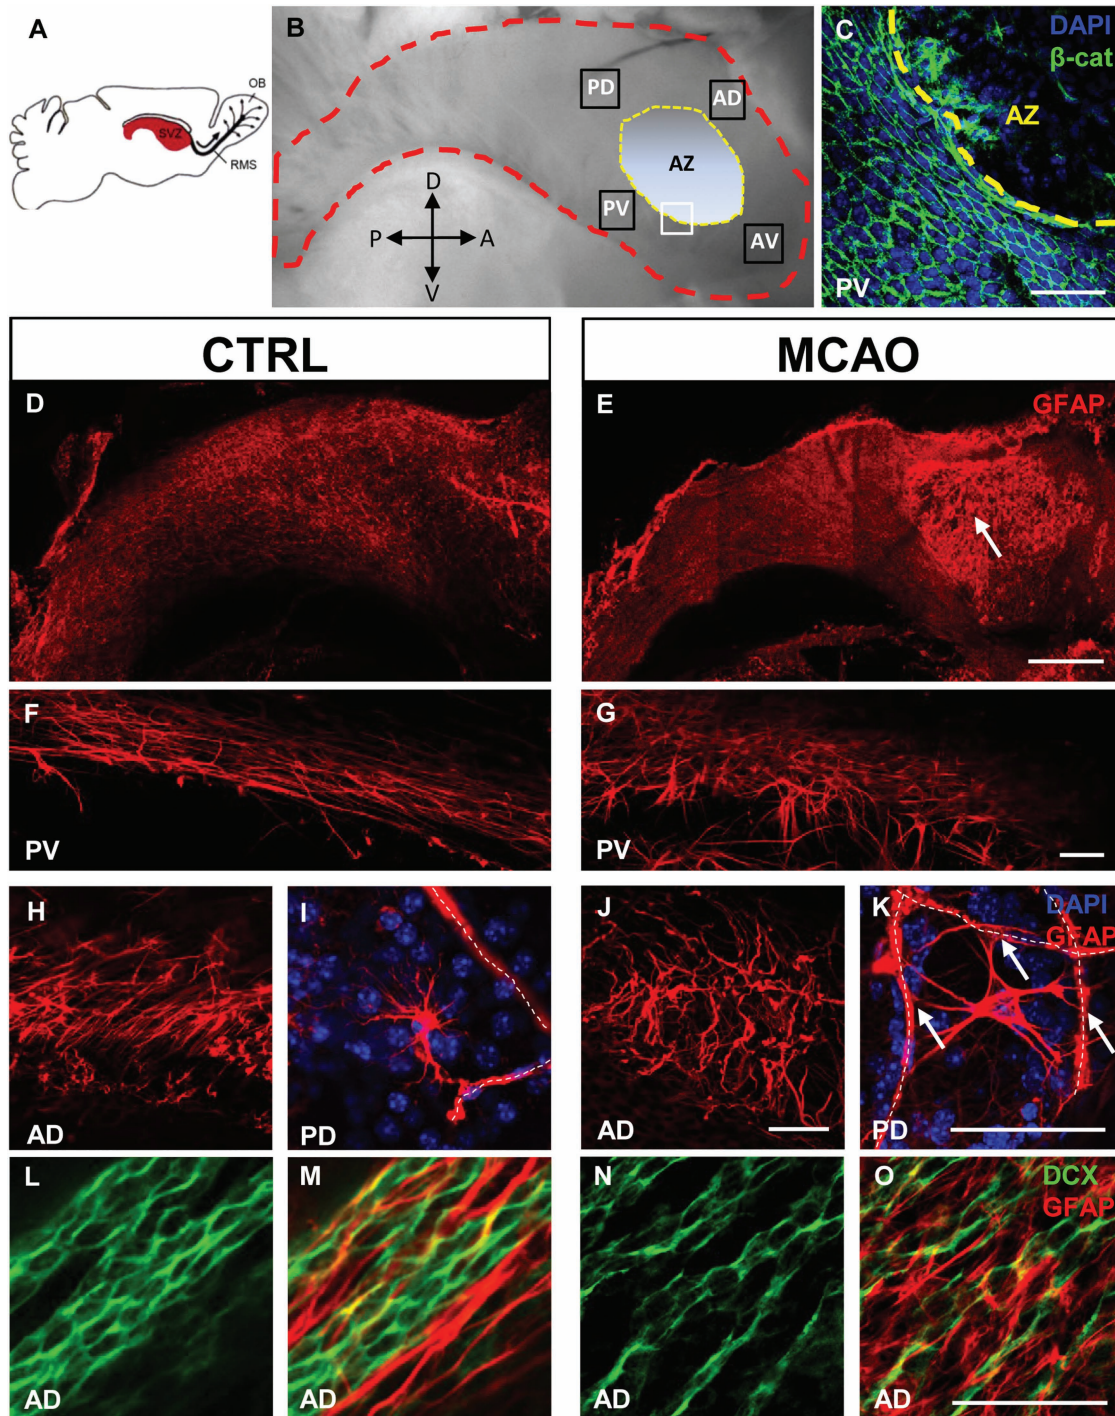 A
OB
SVZ
RMS
B
PD
AD
AZ
PV
AV
D
P
A
V
C
DAPI
β-cat
AZ
PV
CTRL
MCAO
D
E
GFAP
F
PV
G
PV
H
AD
I
PD
J
AD
K
DAPI
GFAP
PD
L
AD
M
AD
N
AD
O
DCX
GFAP
AD